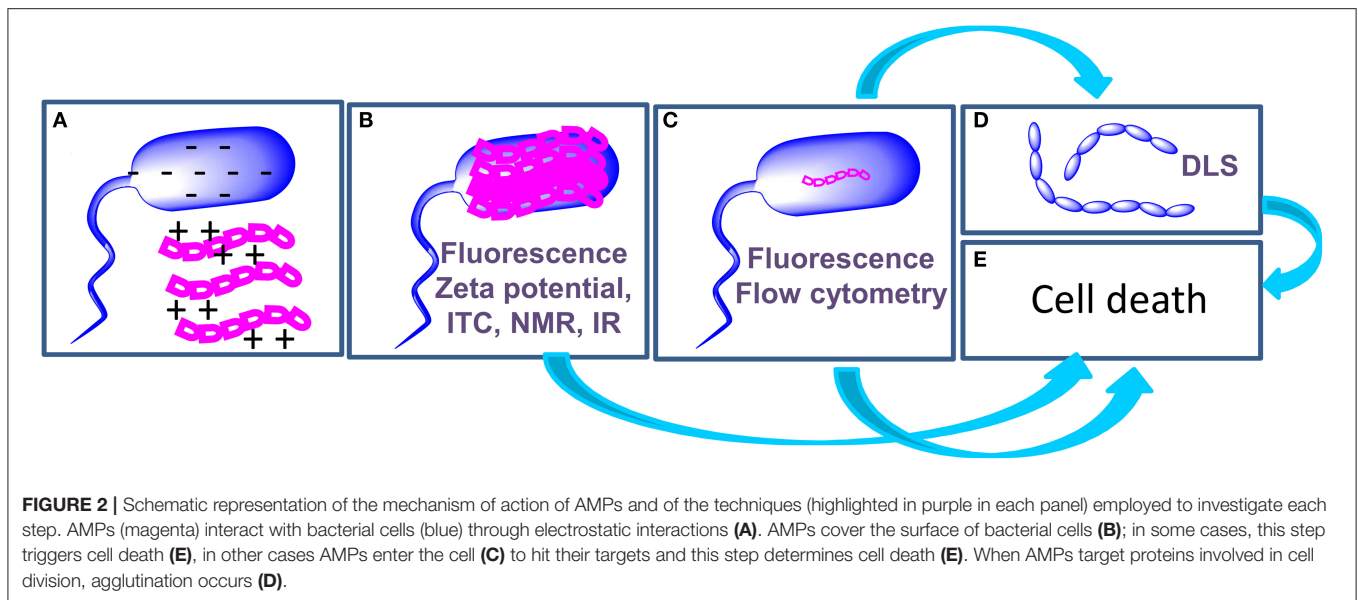 A
- -
- - - - -
- -
+ +
+ +
+ +
+ +
B
Fluorescence
Zeta potential,
ITC, NMR, IR
C
Fluorescence
Flow cytometry
D
DLS
E
Cell death
FIGURE 2 | Schematic representation of the mechanism of action of AMPs and of the techniques (highlighted in purple in each panel) employed to investigate each
step. AMPs (magenta) interact with bacterial cells (blue) through electrostatic interactions (A). AMPs cover the surface of bacterial cells (B); in some cases, this step
triggers cell death (E), in other cases AMPs enter the cell (C) to hit their targets and this step determines cell death (E). When AMPs target proteins involved in cell
division, agglutination occurs (D).